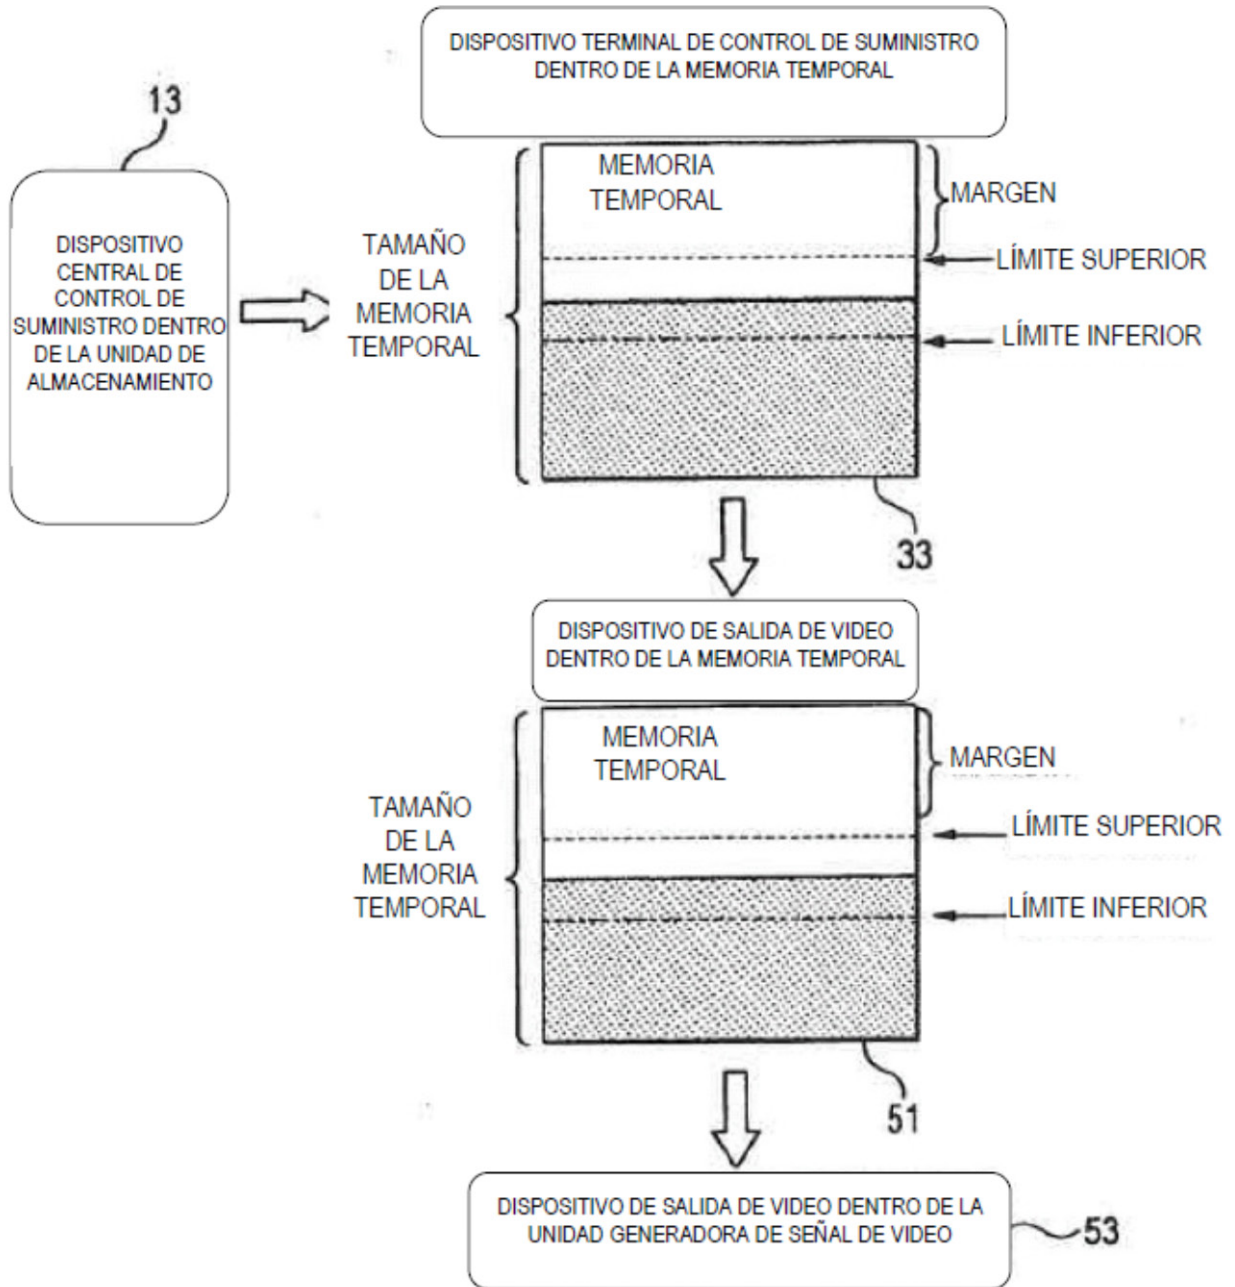 DISPOSITIVO TERMINAL DE CONTROL DE SUMINISTRO
DENTRO DE LA MEMORIA TEMPORAL
13
DISPOSITIVO
CENTRAL DE
CONTROL DE
SUMINISTRO DENTRO
DE LA UNIDAD DE
ALMACENAMIENTO
TAMAÑO
DE LA
MEMORIA
TEMPORAL
MEMORIA
TEMPORAL
MARGEN
LÍMITE SUPERIOR
LÍMITE INFERIOR
33
DISPOSITIVO DE SALIDA DE VIDEO
DENTRO DE LA MEMORIA TEMPORAL
TAMAÑO
DE LA
MEMORIA
TEMPORAL
MEMORIA
TEMPORAL
MARGEN
LÍMITE SUPERIOR
LÍMITE INFERIOR
51
DISPOSITIVO DE SALIDA DE VIDEO DENTRO DE LA
UNIDAD GENERADORA DE SEÑAL DE VIDEO
53